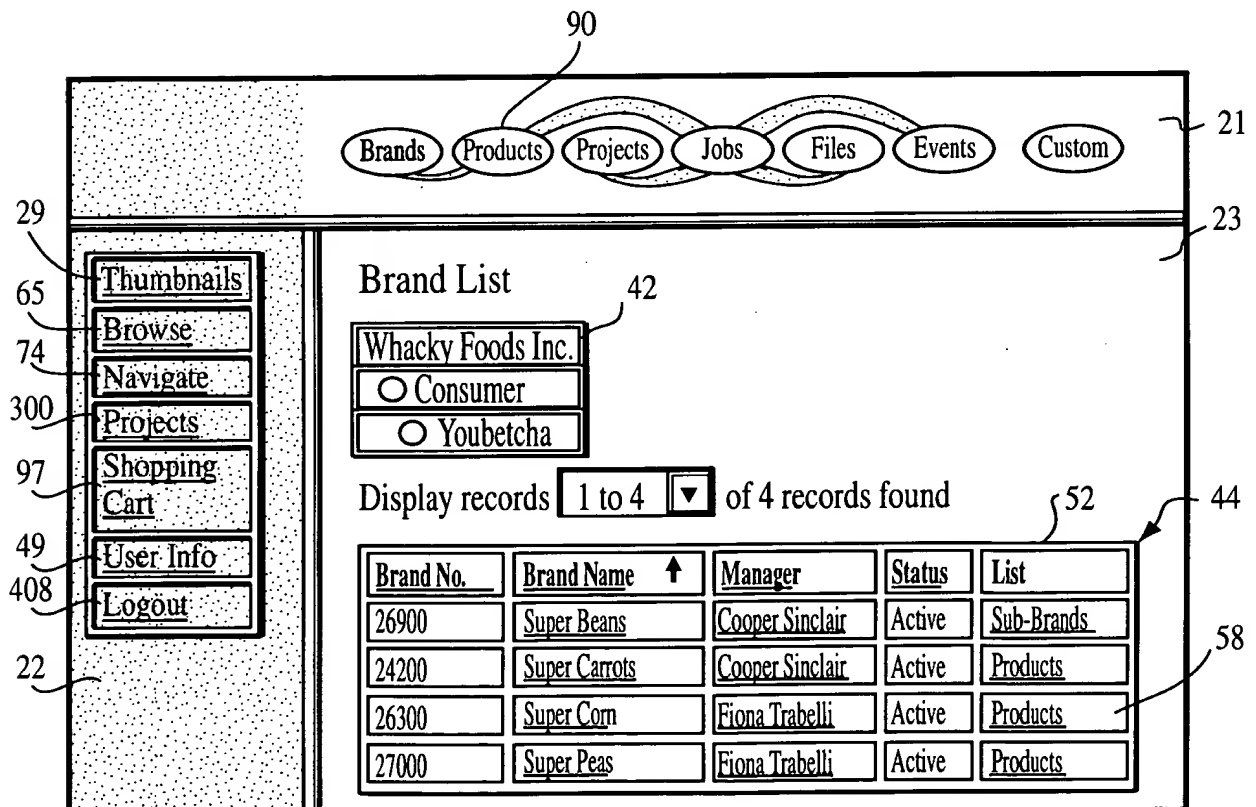 90
Brands Products Projects Jobs Files Events Custom
21
23
29
Thumbnails
65
Browse
74
Navigate
300
Projects
97
Shopping
Cart
49
User Info
408
Logout
22
Brand List
42
Whacky Foods Inc.
Consumer
Youbetcha
Display records 1 to 4 of 4 records found
52
44
Brand No. Brand Name Manager Status List
26900 Super Beans Cooper Sinclair Active Sub-Brands
24200 Super Carrots Cooper Sinclair Active Products
58
26300 Super Corn Fiona Trabelli Active Products
27000 Super Peas Fiona Trabelli Active Products